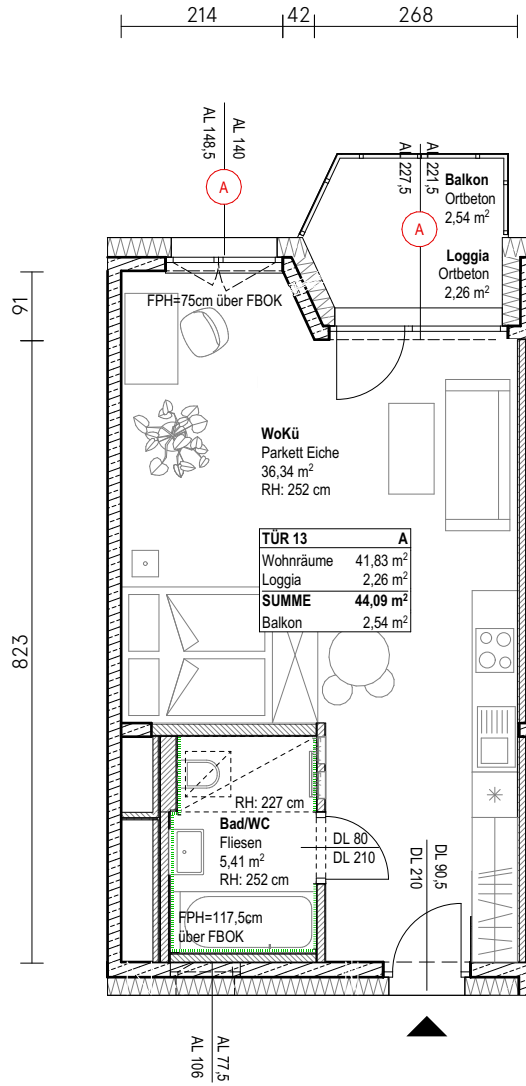 214 42 268
AL 140
AL 148,5
A
AL 221,5
AL 227,5
A
Balkon
Ortbeton
2,54 m²
Loggia
Ortbeton
2,26 m²
91
FPH=75cm über FBOK
WoKü
Parkett Eiche
36,34 m²
RH: 252 cm
TÜR 13 A
Wohnräume 41,83 m²
Loggia 2,26 m²
SUMME 44,09 m²
Balkon 2,54 m²
823
RH: 227 cm
Bad/WC
Fliesen
5,41 m²
RH: 252 cm
DL 80
DL 210
DL 90,5
DL 210
FPH=117,5cm
über FBOK
AL 77,5
AL 106